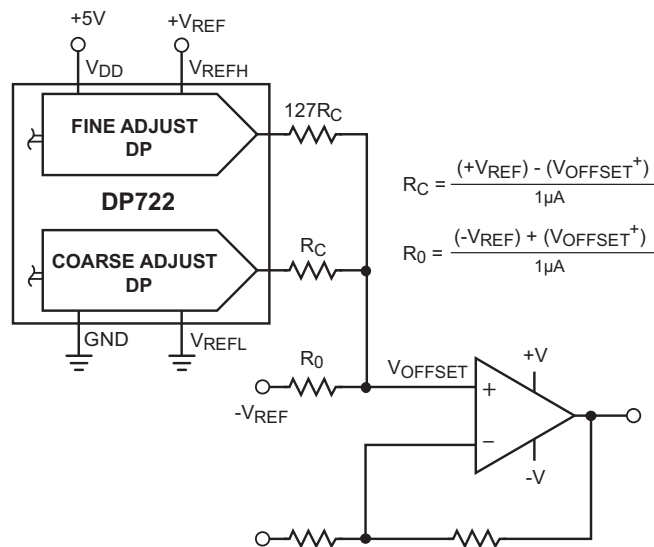 +5V
+VREF
VDD
VREFH
FINE ADJUST
DP
127RC
DP722
RC = (+VREF) - (VOFFSET+)
1µA
R0 = (-VREF) + (VOFFSET+)
1µA
COARSE ADJUST
DP
RC
GND
VREFL
R0
-VREF
VOFFSET
+V
+
−
-V